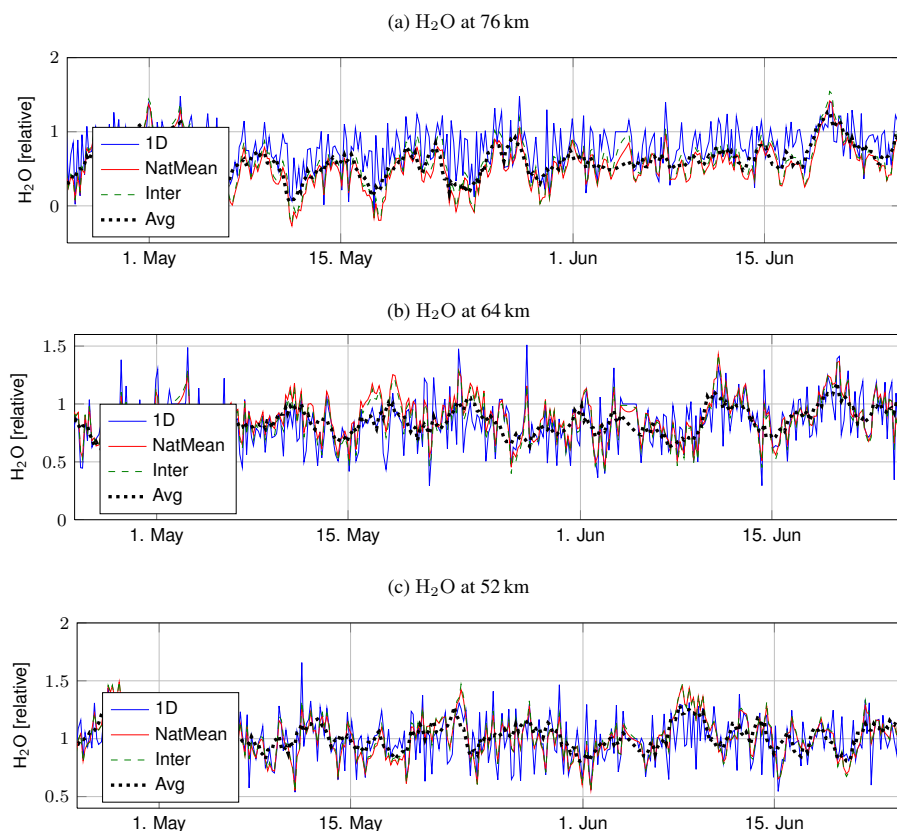 (a) H₂O at 76 km
2
1
0
H₂O [relative]
1D
NatMean
Inter
Avg
1. May 15. May 1. Jun 15. Jun
(b) H₂O at 64 km
1.5
1
0.5
0
H₂O [relative]
1D
NatMean
Inter
Avg
1. May 15. May 1. Jun 15. Jun
(c) H₂O at 52 km
2
1.5
1
0.5
H₂O [relative]
1D
NatMean
Inter
Avg
1. May 15. May 1. Jun 15. Jun